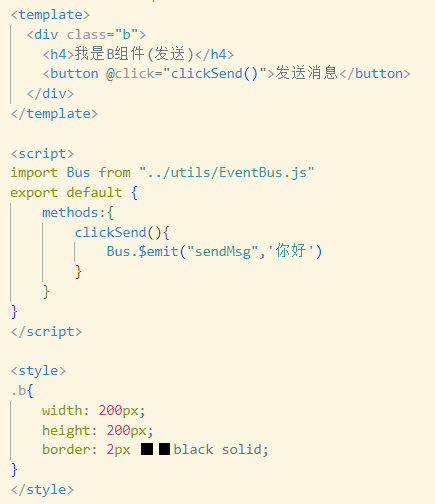 <template>
  <div class="b">
    <h4>我是B组件(发送)</h4>
    <button @click="clickSend()">发送消息</button>
  </div>
</template>

<script>
import Bus from "../utils/EventBus.js"
export default {
    methods:{
        clickSend(){
            Bus.$emit("sendMsg",'你好')
        }
    }
}
</script>

<style>
.b{
    width: 200px;
    height: 200px;
    border: 2px black solid;
}
</style>